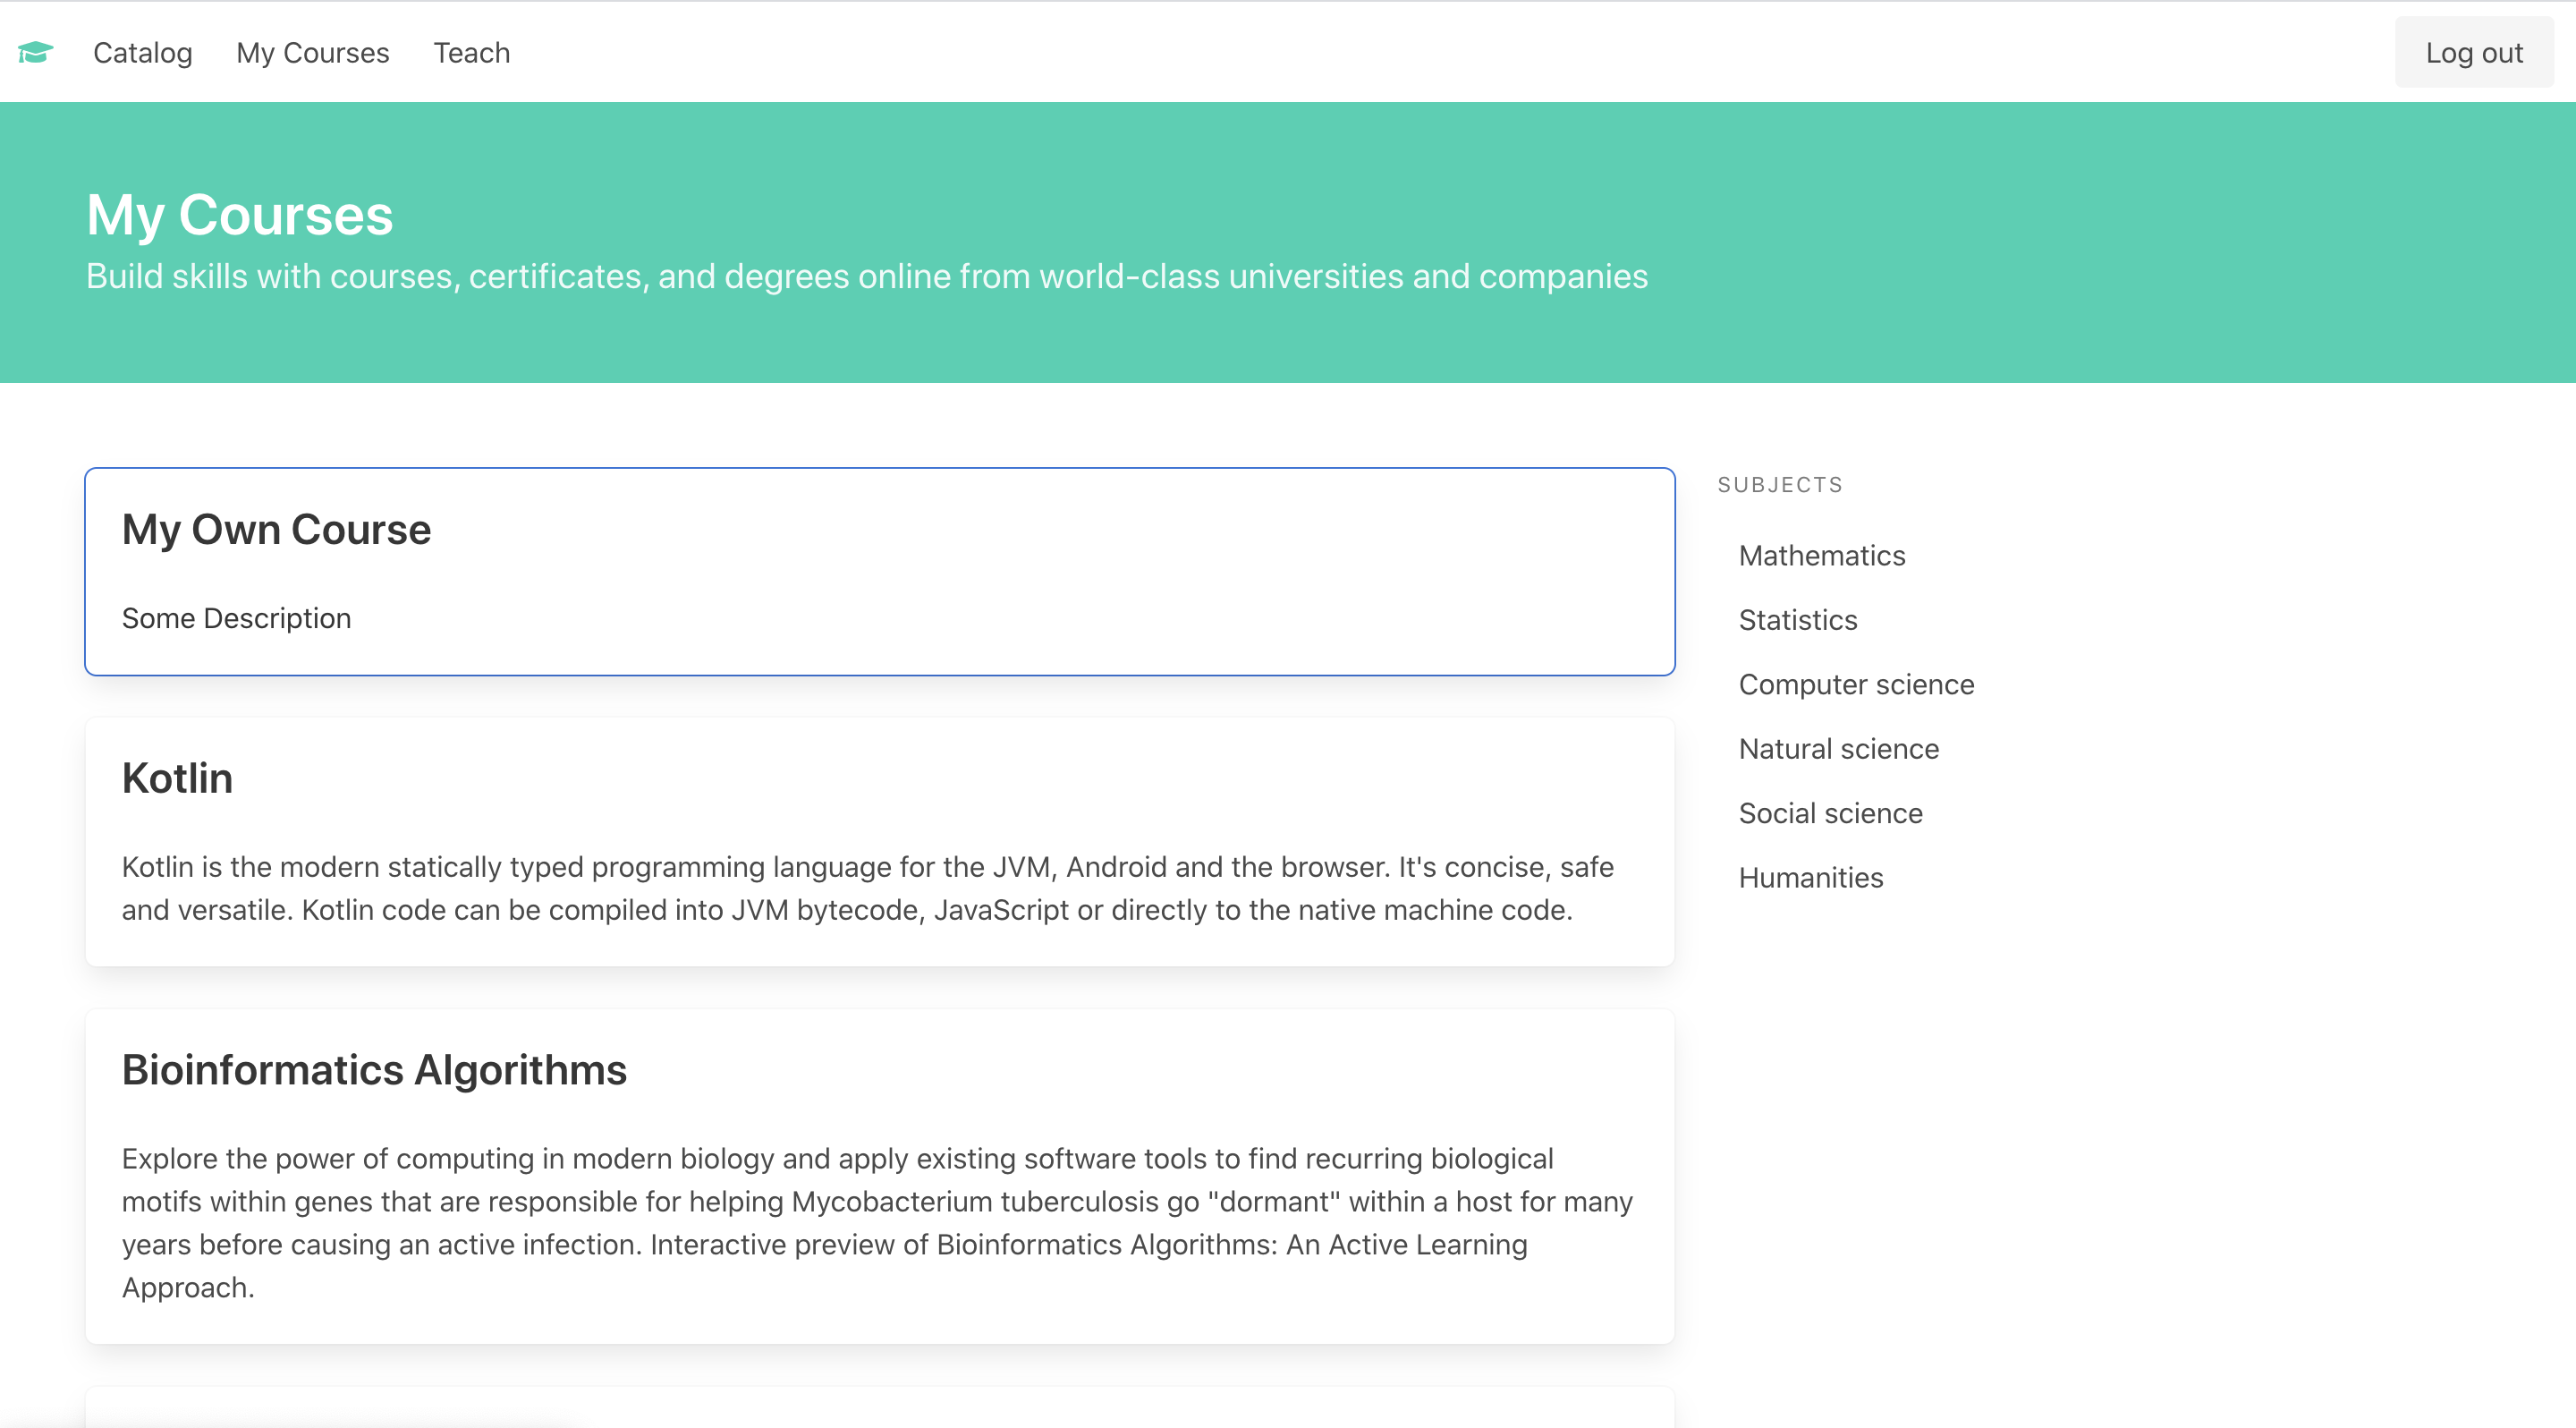 Catalog
My Courses
Teach
Log out
My Courses
Build skills with courses, certificates, and degrees online from world-class universities and companies
My Own Course
Some Description
Kotlin
Kotlin is the modern statically typed programming language for the JVM, Android and the browser. It's concise, safe
and versatile. Kotlin code can be compiled into JVM bytecode, JavaScript or directly to the native machine code.
Bioinformatics Algorithms
Explore the power of computing in modern biology and apply existing software tools to find recurring biological
motifs within genes that are responsible for helping Mycobacterium tuberculosis go "dormant" within a host for many
years before causing an active infection. Interactive preview of Bioinformatics Algorithms: An Active Learning
Approach.
SUBJECTS
Mathematics
Statistics
Computer science
Natural science
Social science
Humanities